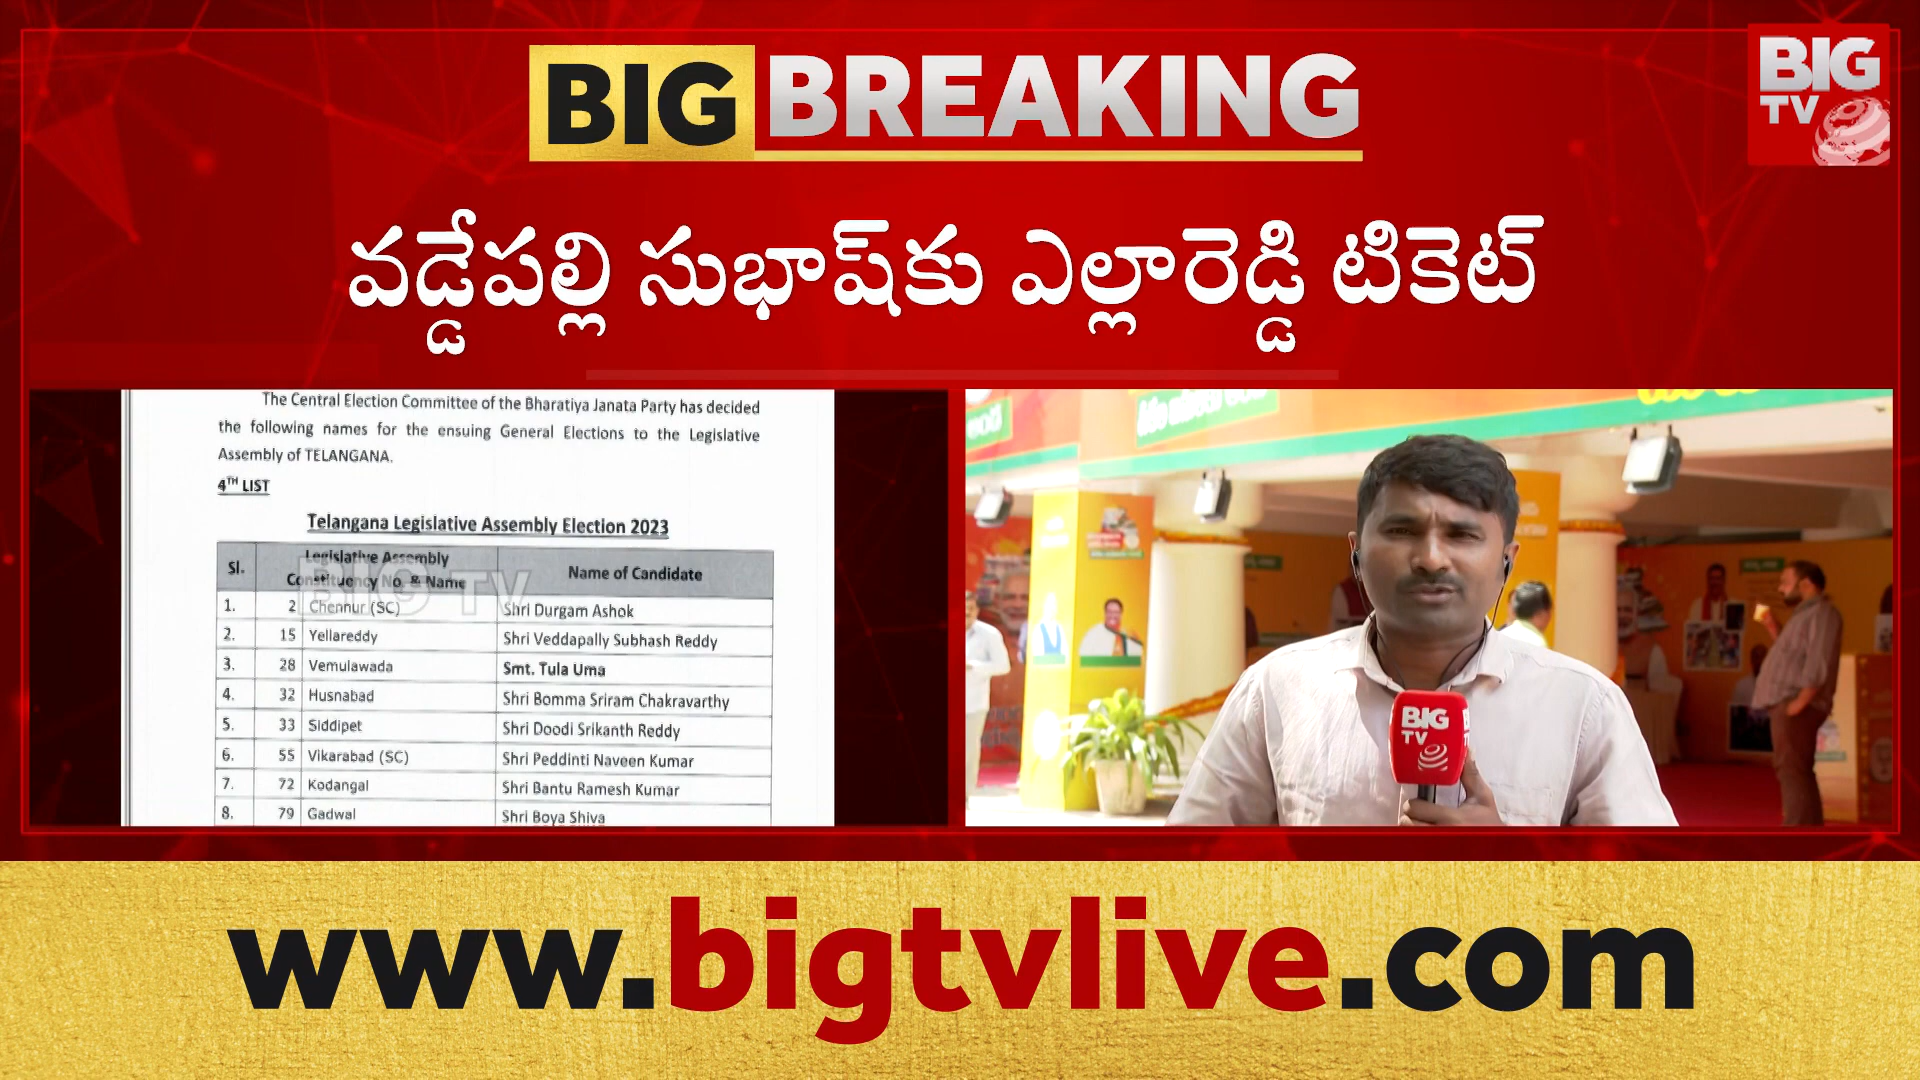 BIG BREAKING
BIG
TV
వడ్డేపల్లి సుభాష్‌కు ఎల్లారెడ్డి టికెట్
The Central Election Committee of the Bharatiya Janata Party has decided
the following names for the ensuing General Elections to the Legislative
Assembly of TELANGANA.
4TH LIST
Telangana Legislative Assembly Election 2023
Sl. Legislative Assembly Constituency No. & Name Name of Candidate
BIG TV
1. 2 Chennur (SC) Shri Durgam Ashok
2. 15 Yellareddy Shri Veddapally Subhash Reddy
3. 28 Vemulawada Smt. Tula Uma
4. 32 Husnabad Shri Bomma Sriram Chakravarthy
5. 33 Siddipet Shri Doodi Srikanth Reddy
6. 55 Vikarabad (SC) Shri Peddinti Naveen Kumar
7. 72 Kodangal Shri Bantu Ramesh Kumar
8. 79 Gadwal Shri Boya Shiva
BIG
TV
www.bigtvlive.com